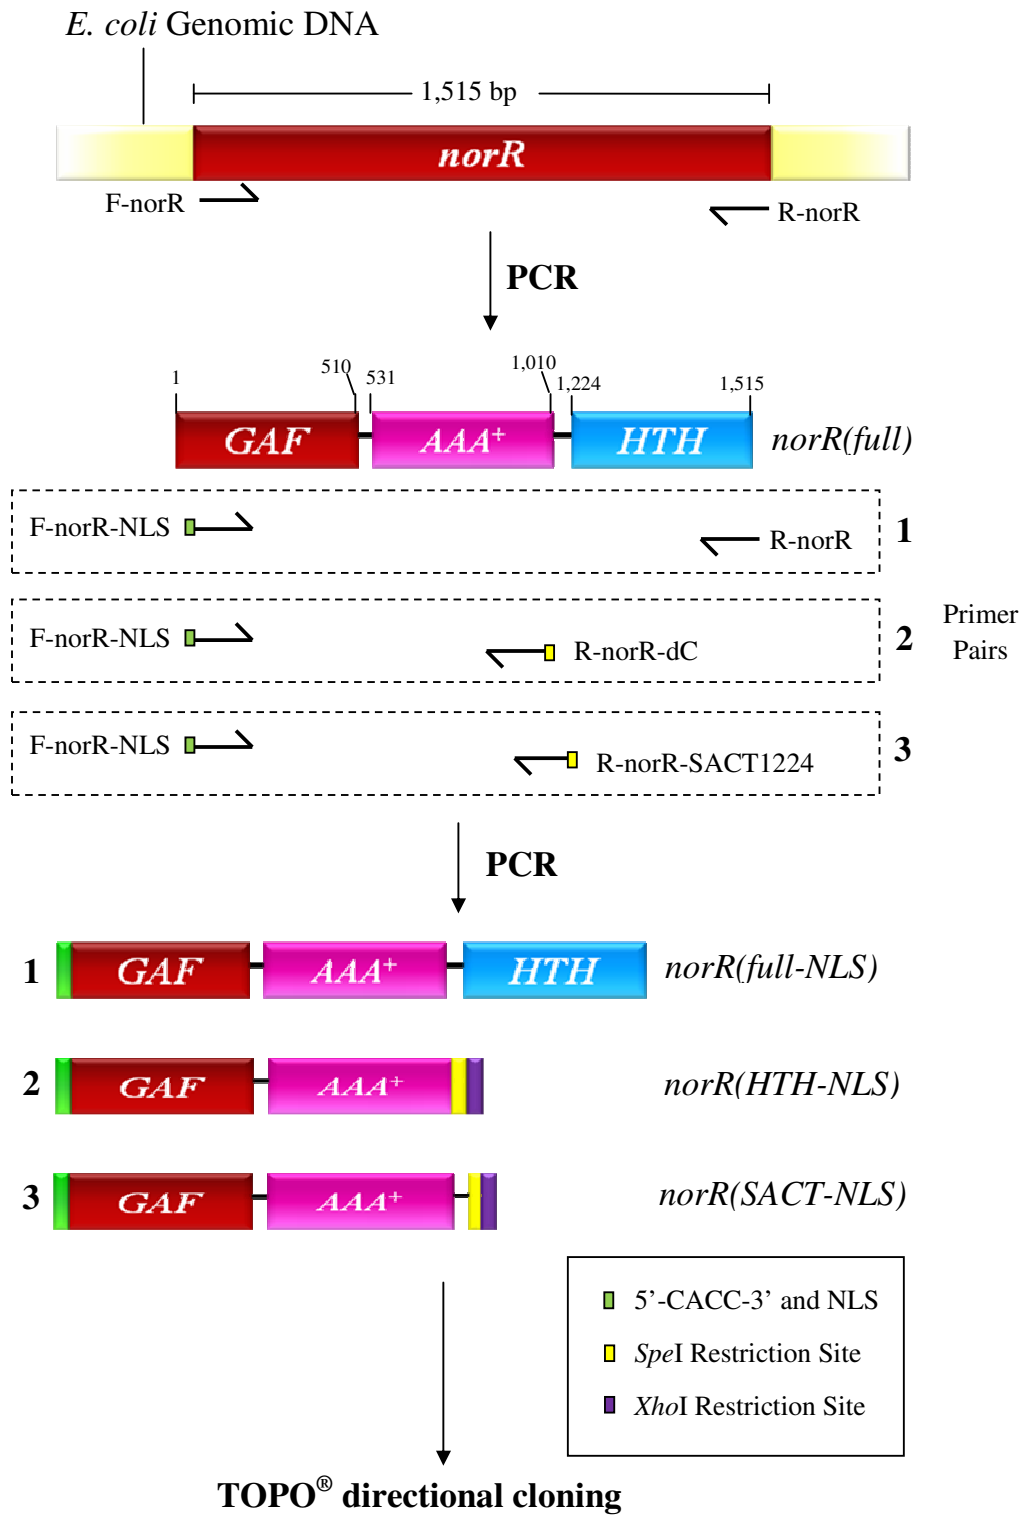 E. coli Genomic DNA
1,515 bp
norR
F-norR
R-norR
PCR
1
510
531
1,010
1,224
1,515
GAF
AAA+
HTH
norR(full)
F-norR-NLS
R-norR
1
F-norR-NLS
R-norR-dC
2
Primer
Pairs
F-norR-NLS
R-norR-SACT1224
3
PCR
1
GAF
AAA+
HTH
norR(full-NLS)
2
GAF
AAA+
norR(HTH-NLS)
3
GAF
AAA+
norR(SACT-NLS)
5’-CACC-3’ and NLS
SpeI Restriction Site
XhoI Restriction Site
TOPO® directional cloning